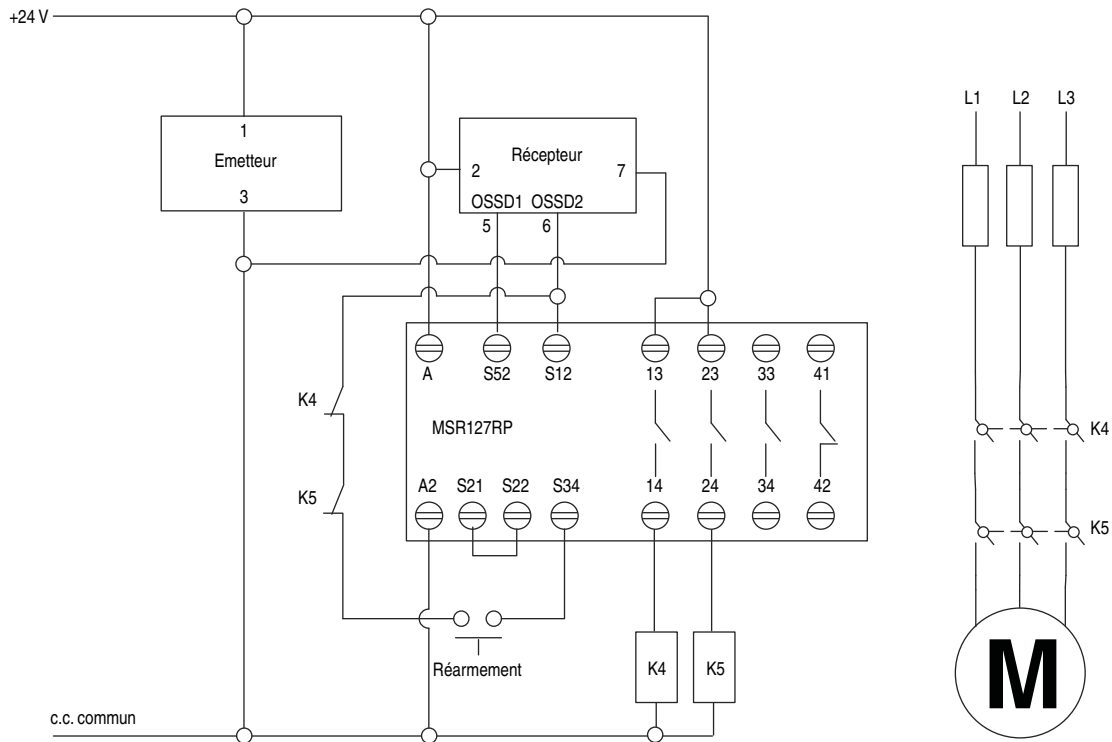 +24 V
L1 L2 L3
1
Emetteur
3
Récepteur
2 7
OSSD1 OSSD2
5 6
A S52 S12 13 23 33 41
K4
MSR127RP
K4
K5
A2 S21 S22 S34 14 24 34 42
K5
Réarmement
K4 K5
M
c.c. commun